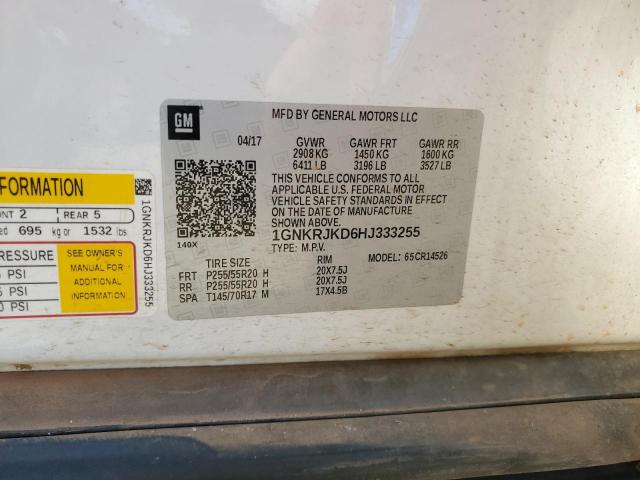 GM
MFD BY GENERAL MOTORS LLC
04/17
GVWR GAWR FRT GAWR RR
2908 KG 1450 KG 1600 KG
6411 LB 3196 LB 3527 LB
THIS VEHICLE CONFORMS TO ALL
APPLICABLE U.S. FEDERAL MOTOR
VEHICLE SAFETY STANDARDS IN EFFECT
ON THE DATE OF MANUFACTURE
SHOWN ABOVE.
1GNKRJKD6HJ333255
TYPE: M.P.V. MODEL: 65CR14526
140X
TIRE SIZE RIM
FRT P255/55R20 H 20X7.5J
RR P255/55R20 H 20X7.5J
SPA T145/70R17 M 17X4.5B
FORMATION
NT 2 REAR 5
d 695 kg or 1532 lbs
PRESSURE
PSI
PSI
PSI
SEE OWNER'S
MANUAL FOR
ADDITIONAL
INFORMATION
1GNKRJKD6HJ333255